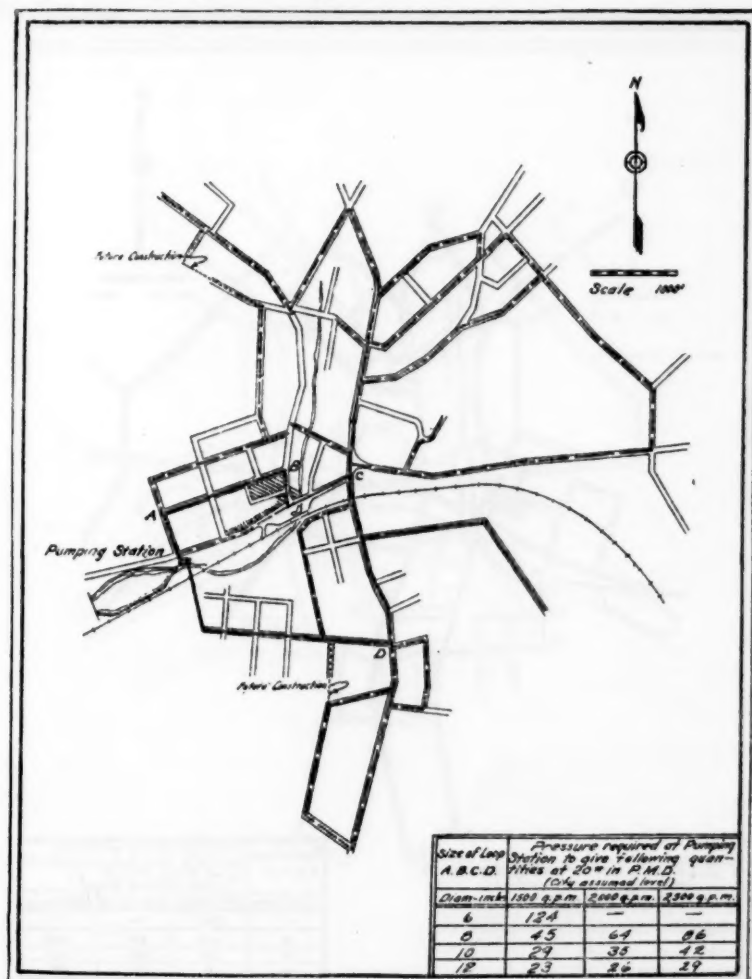 N
Scale 1000'
Future Construction
B
C
A
Pumping Station
D
Future Construction
Size of Loop A. B. C. D.
Pressure required at Pumping
Station to give following quan-
tities at 20# in P.M.D.
(City assumed level)
Diam-inch 1500 g.p.m. 2000 g.p.m. 2500 g.p.m.
6 124 — —
8 45 64 86
10 29 35 42
12 23 26 29